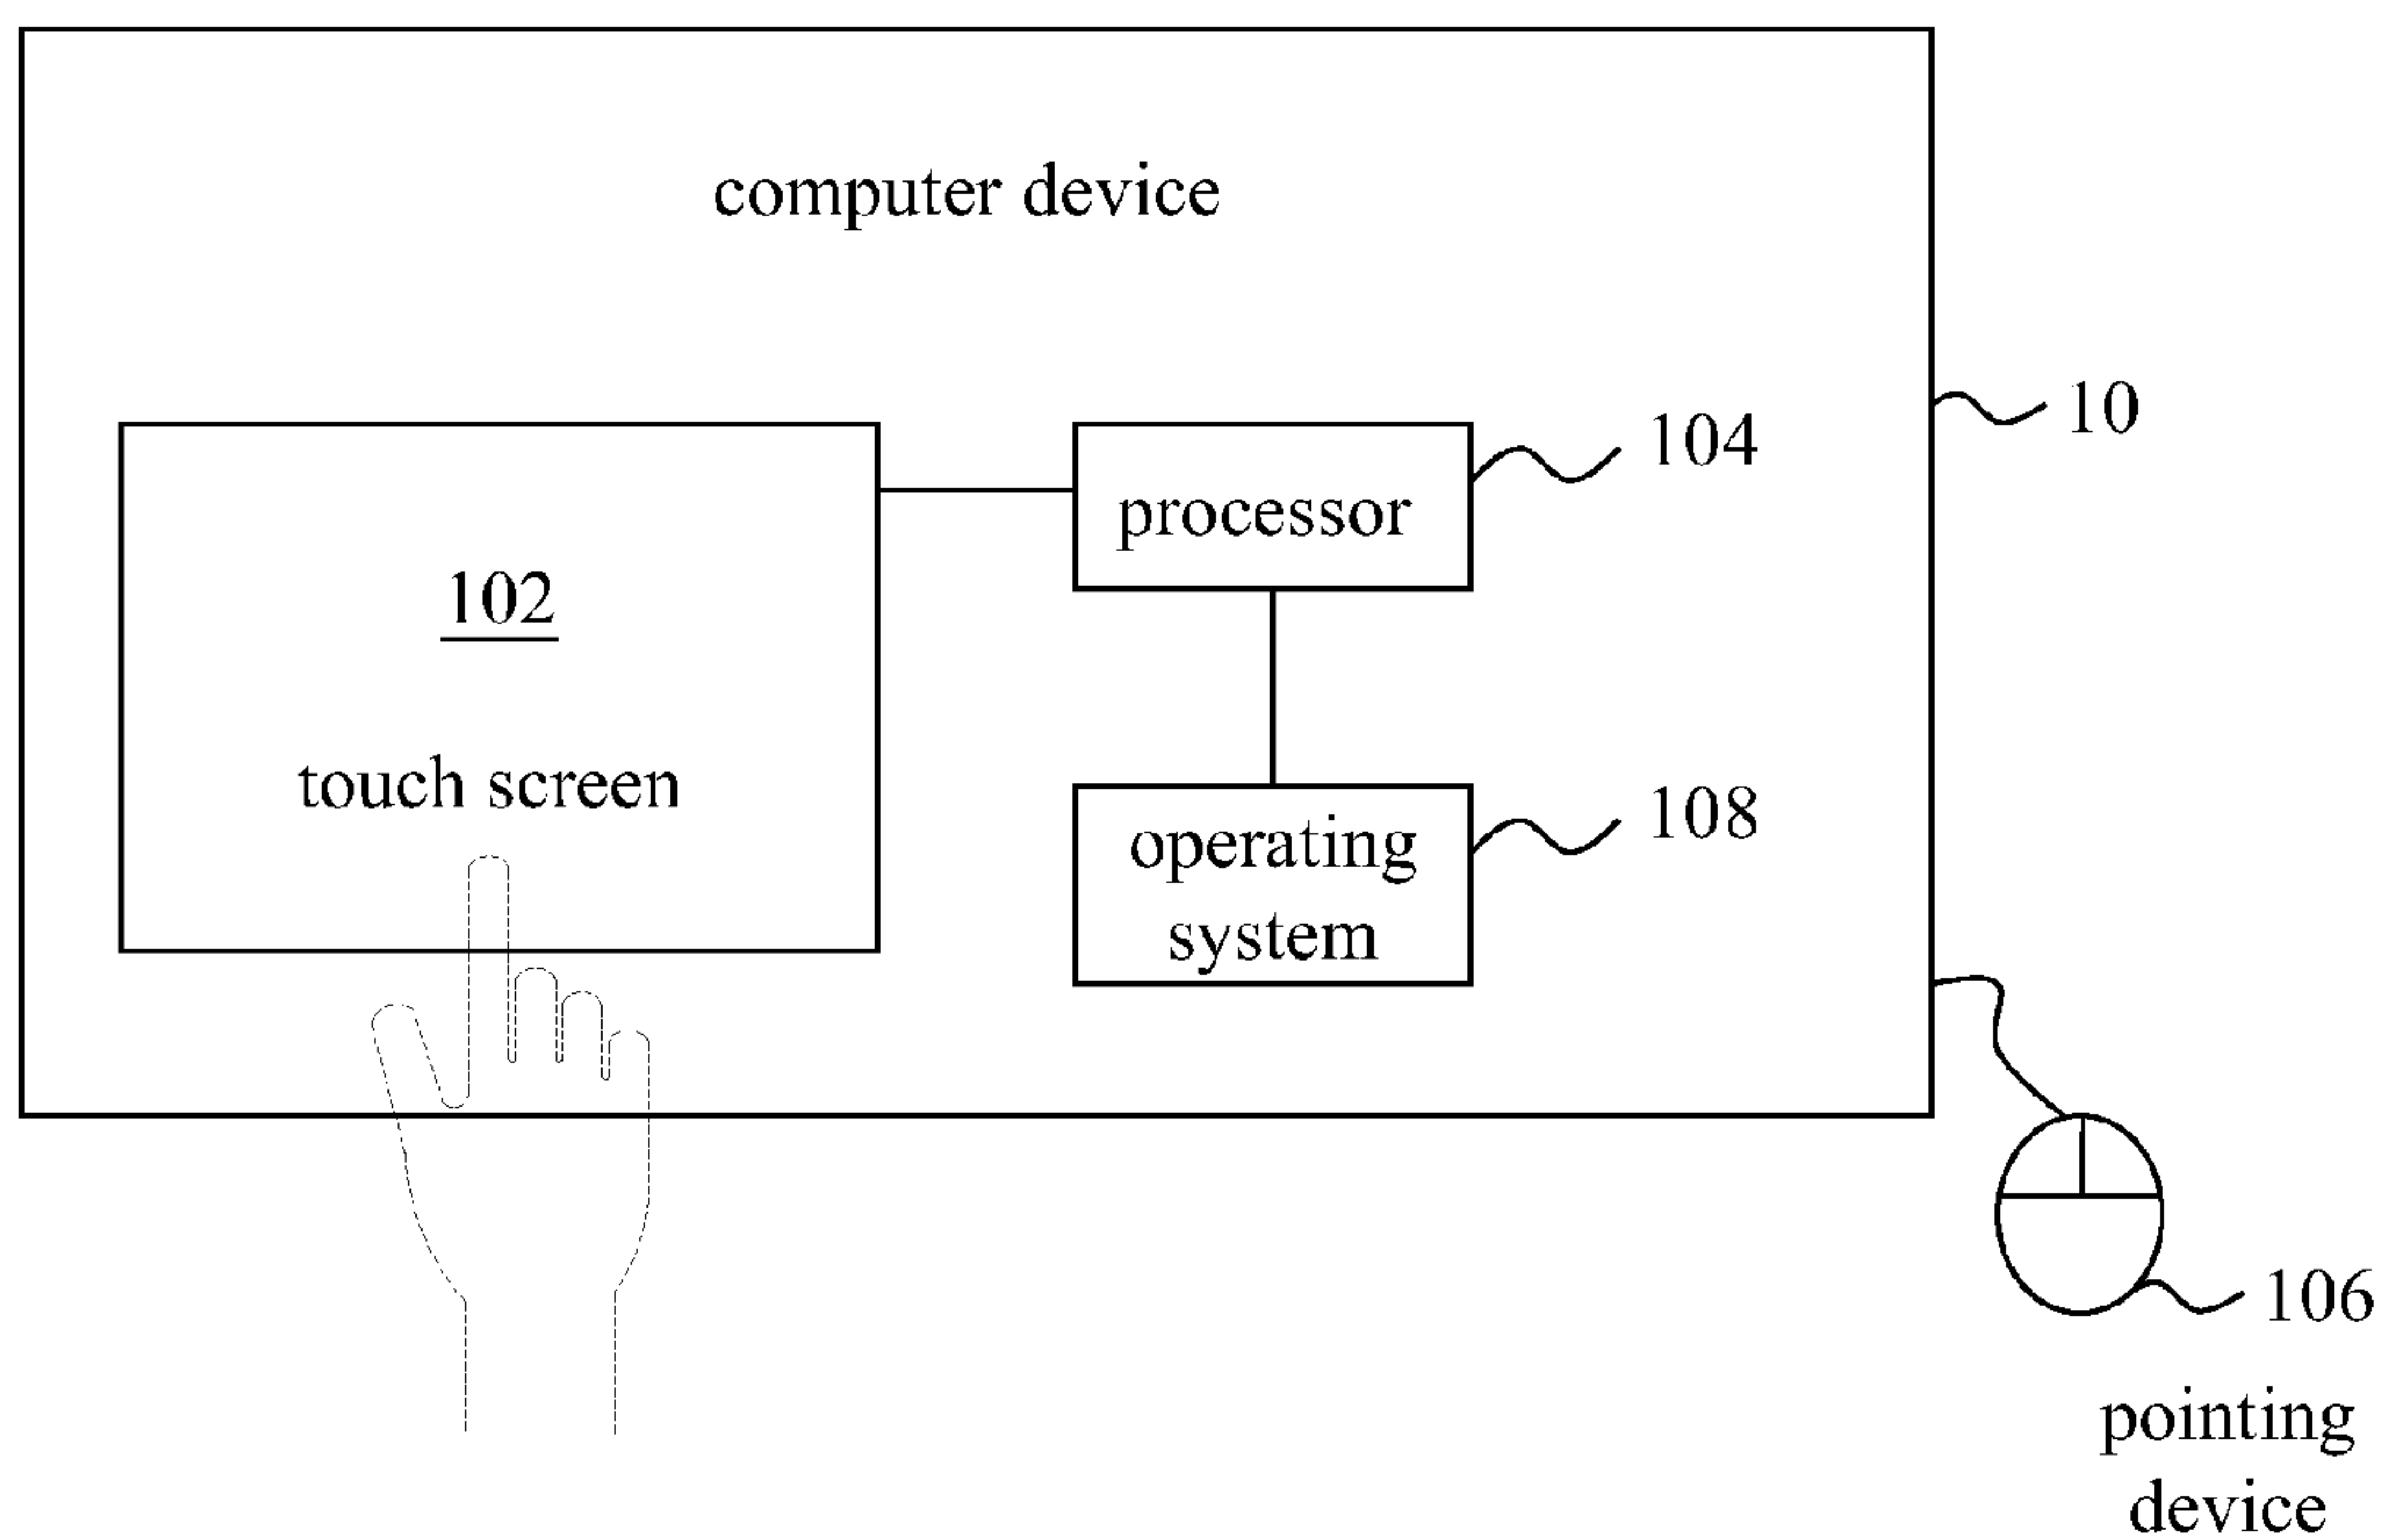 computer device
10
104
processor
102
touch screen
108
operating
system
106
pointing
device